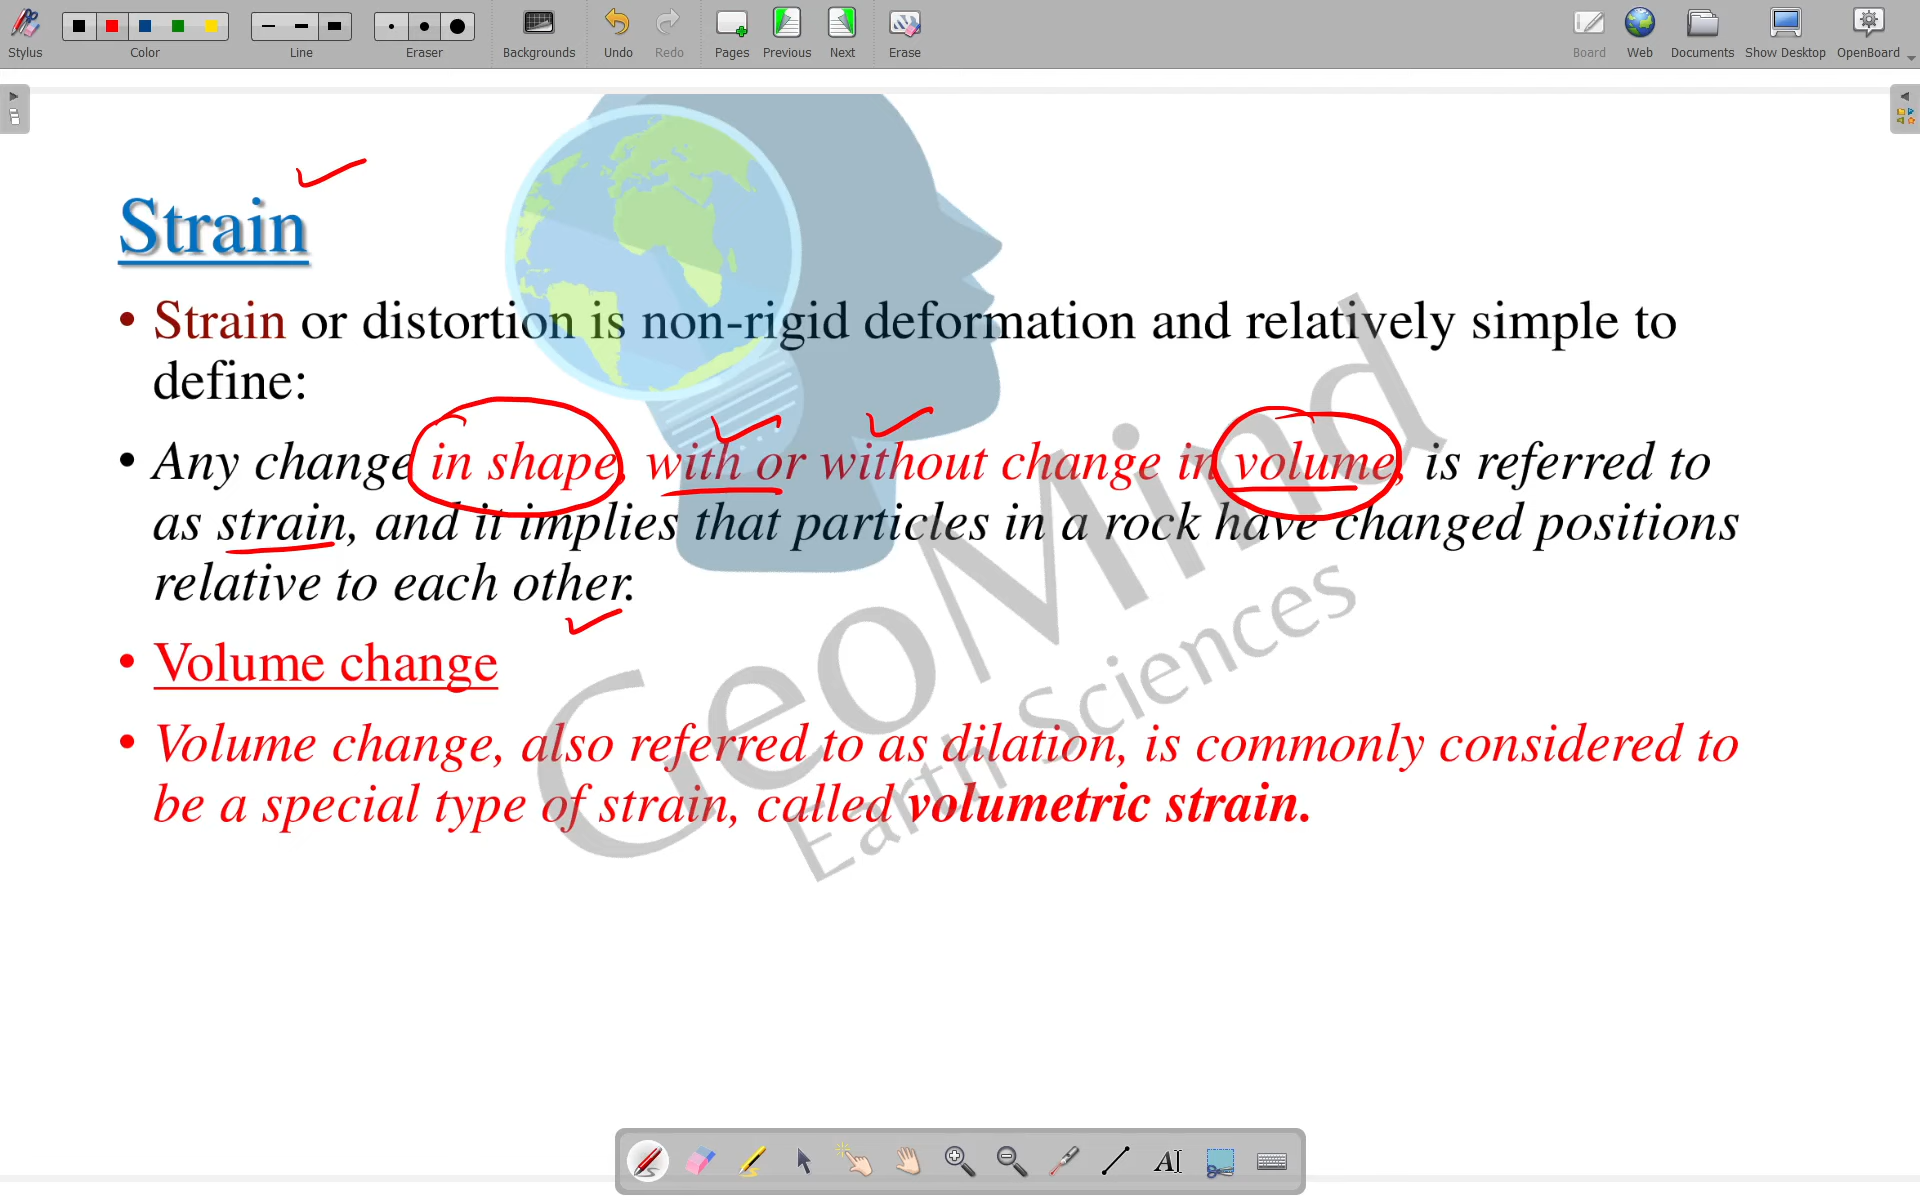 Stylus
Color
Line
Eraser
Backgrounds
Undo
Redo
Pages
Previous
Next
Erase
Board
Web
Documents
Show Desktop
OpenBoard
Strain
• Strain or distortion is non-rigid deformation and relatively simple to
define:
• Any change in shape, with or without change in volume, is referred to
as strain, and it implies that particles in a rock have changed positions
relative to each other.
• Volume change
• Volume change, also referred to as dilation, is commonly considered to
be a special type of strain, called volumetric strain.
GeoMind
Earth Sciences